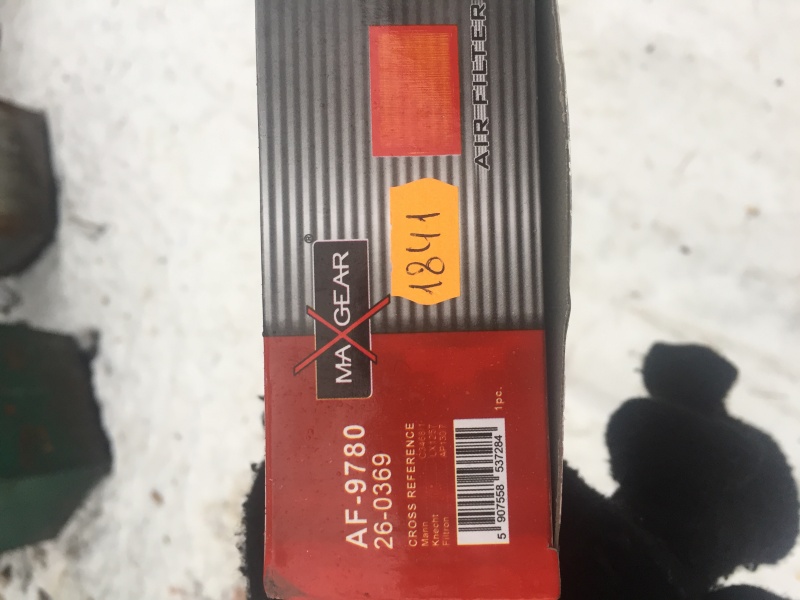 AIR FILTER
1841
MAXGEAR
®
AF-9780
26-0369
CROSS REFERENCE
Mann
Knecht
Filtron
1pc.
5 907558 537284